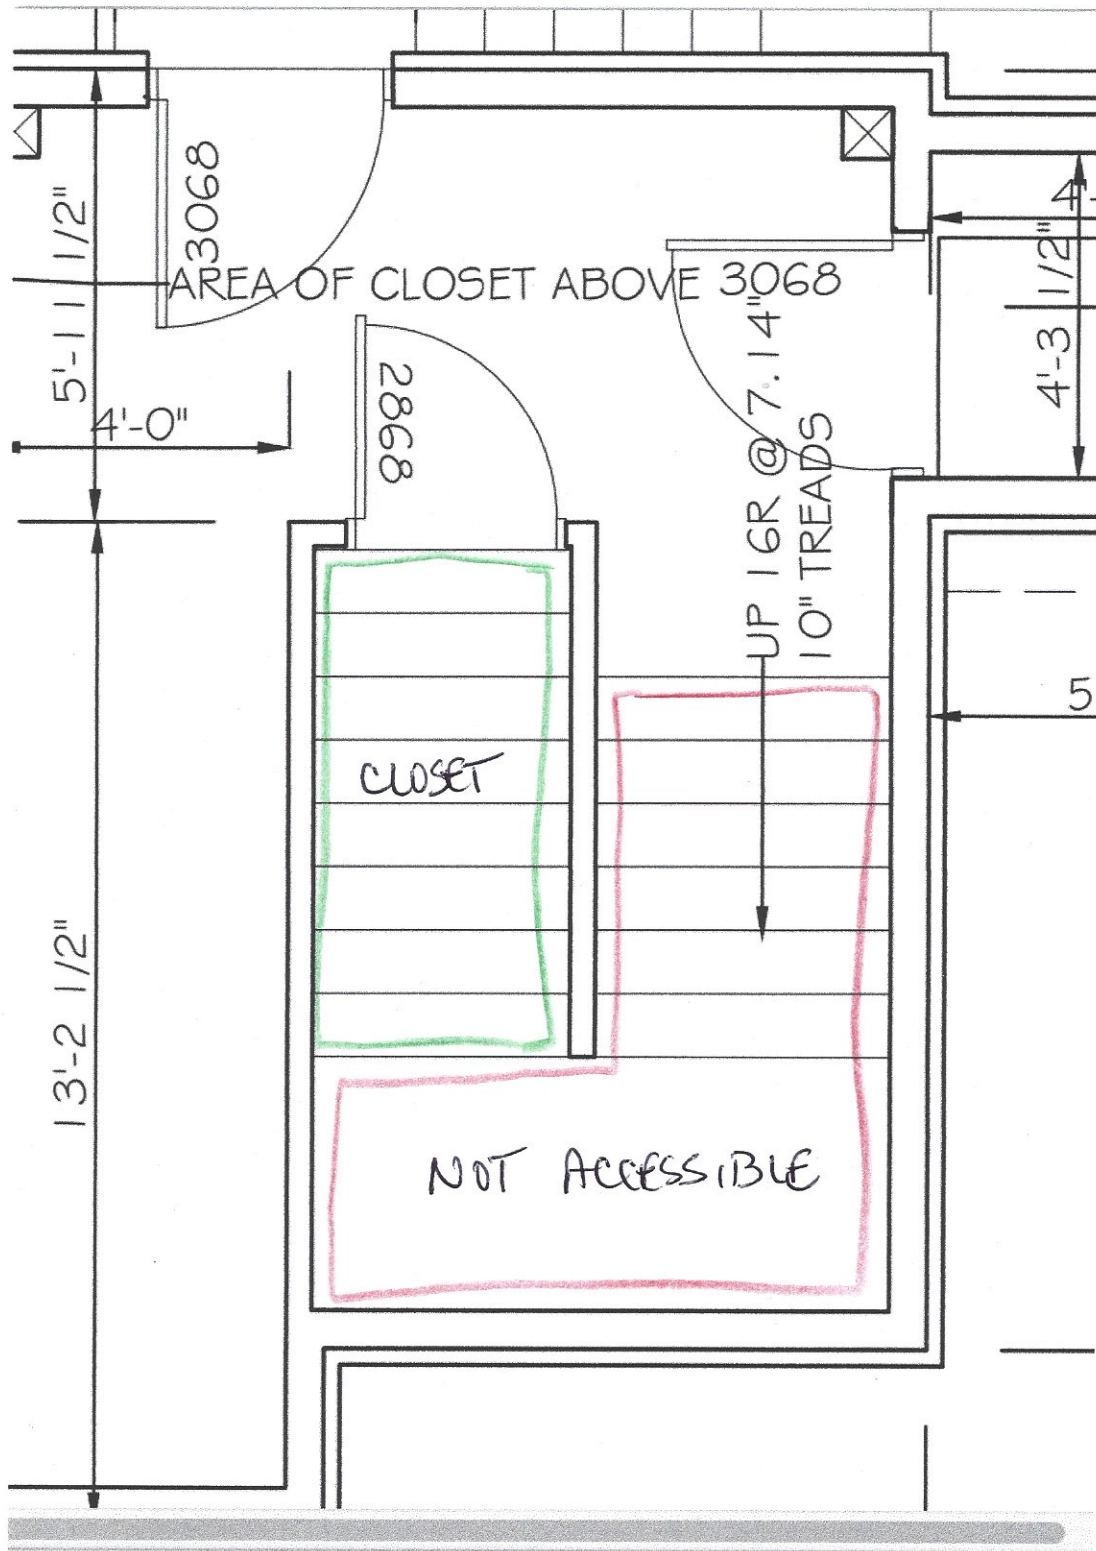 3068
5'-11 1/2"
AREA OF CLOSET ABOVE
3068
4'-3 1/2"
4'-0"
2868
UP 16R @ 7.14"
10" TREADS
5
CLOSET
13'-2 1/2"
NOT ACCESSIBLE